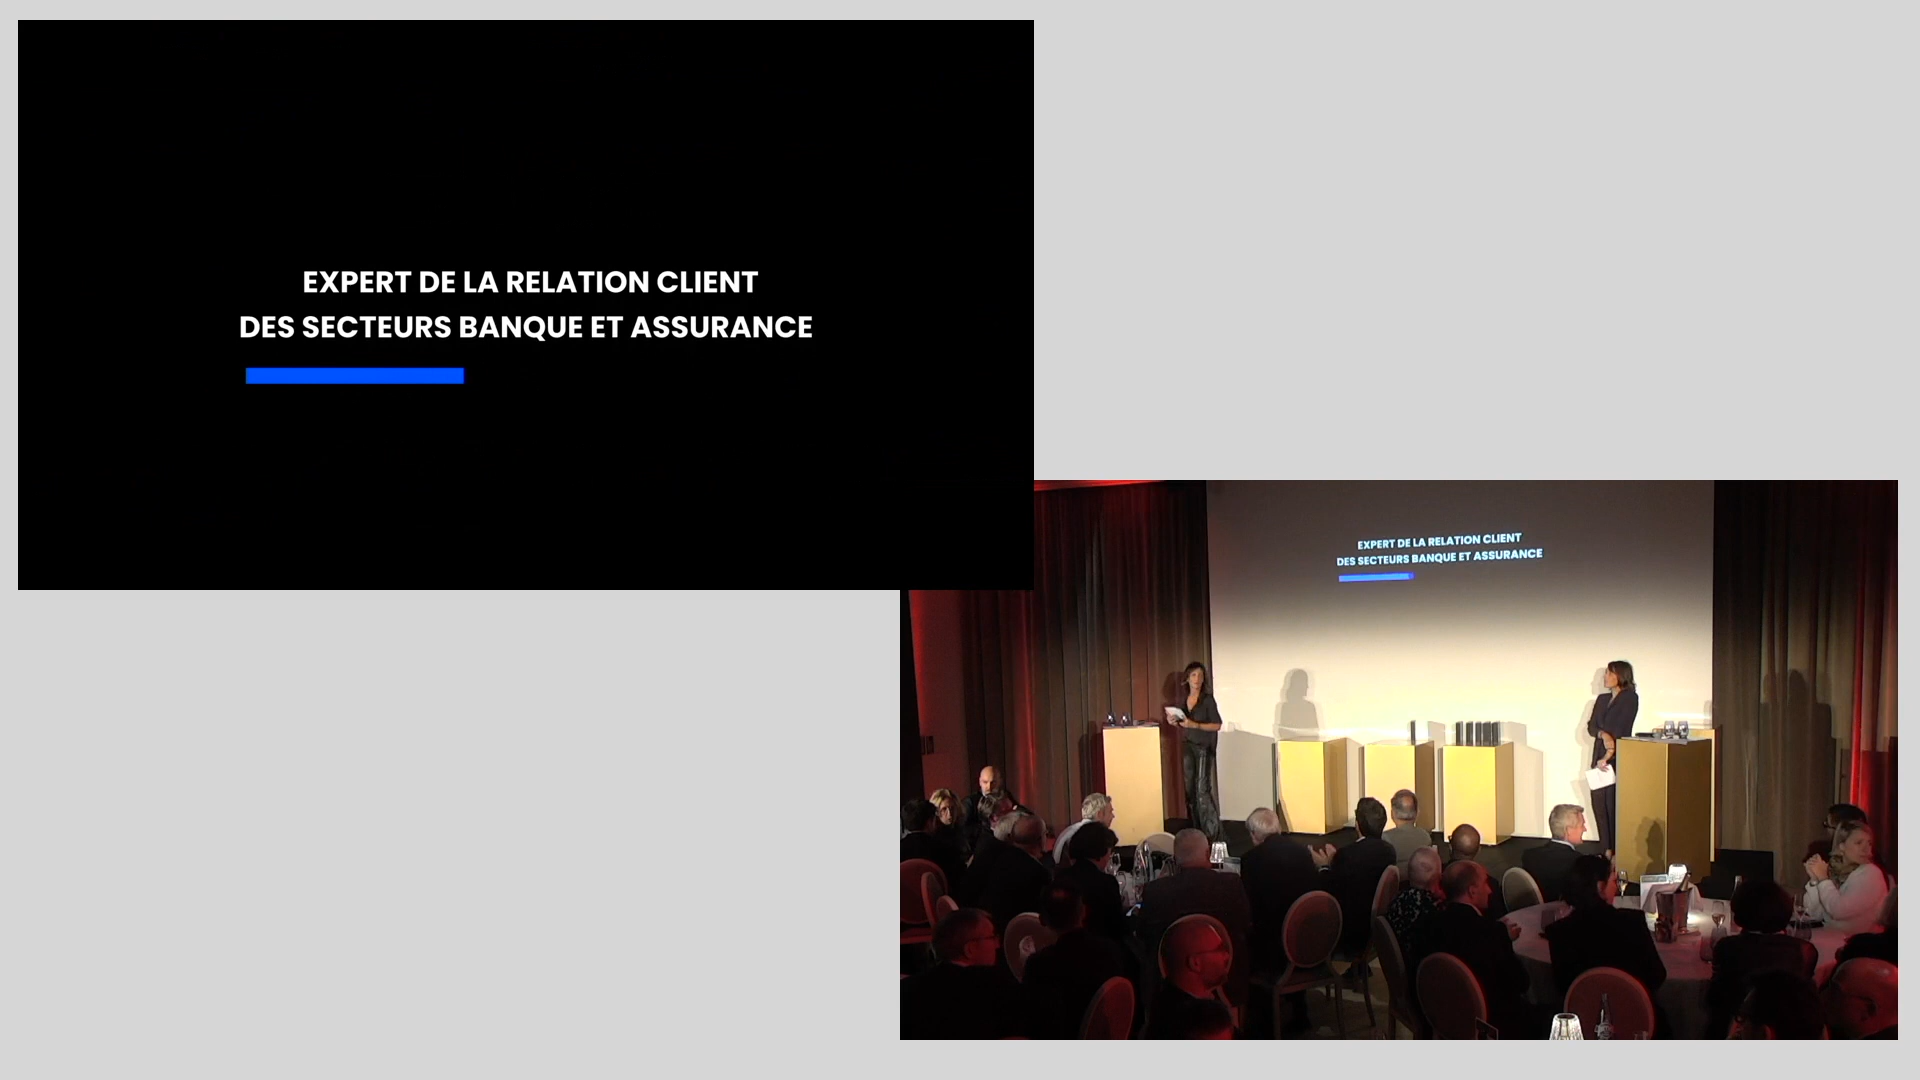 EXPERT DE LA RELATION CLIENT
DES SECTEURS BANQUE ET ASSURANCE
EXPERT DE LA RELATION CLIENT
DES SECTEURS BANQUE ET ASSURANCE